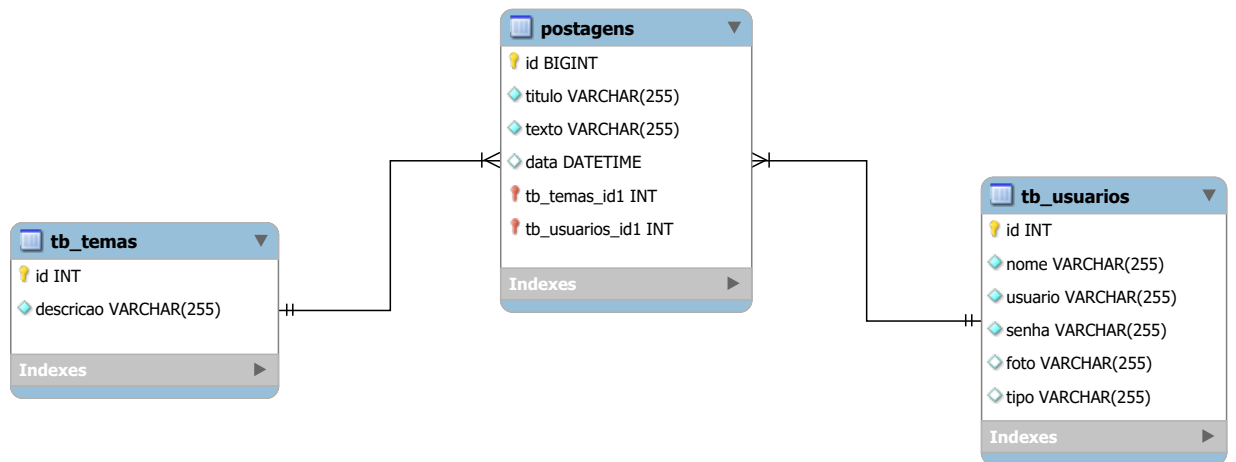 postagens
id BIGINT
titulo VARCHAR(255)
texto VARCHAR(255)
data DATETIME
tb_temas_id1 INT
tb_usuarios_id1 INT
Indexes
tb_temas
id INT
descricao VARCHAR(255)
Indexes
tb_usuarios
id INT
nome VARCHAR(255)
usuario VARCHAR(255)
senha VARCHAR(255)
foto VARCHAR(255)
tipo VARCHAR(255)
Indexes